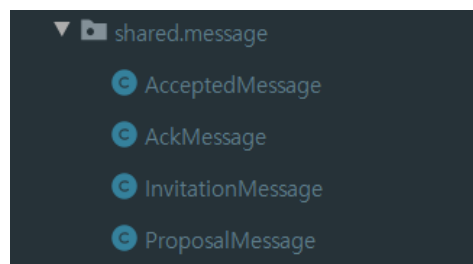 shared.message
C AcceptedMessage
C AckMessage
C InvitationMessage
C ProposalMessage